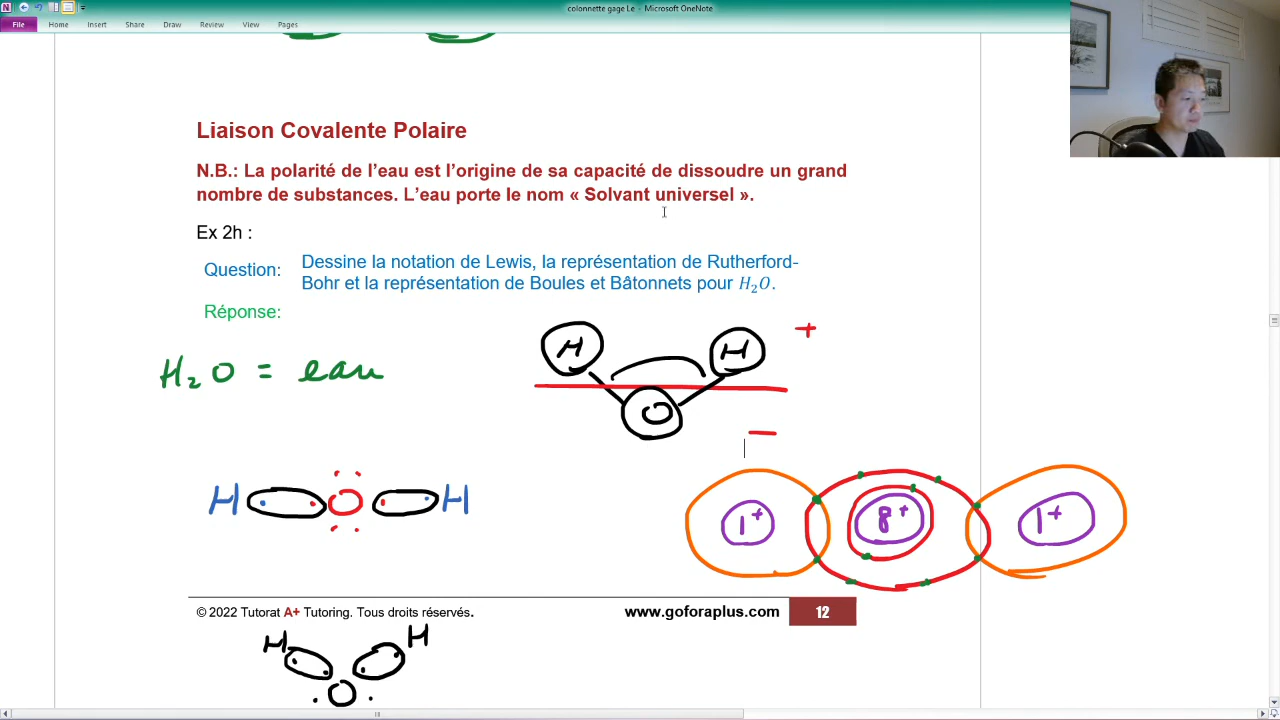 colonnette gage Le - Microsoft OneNote
File Home Insert Share Draw Review View Pages
Liaison Covalente Polaire
N.B.: La polarité de l’eau est l’origine de sa capacité de dissoudre un grand
nombre de substances. L’eau porte le nom « Solvant universel ».
Ex 2h :
Question: Dessine la notation de Lewis, la représentation de Rutherford-
Bohr et la représentation de Boules et Bâtonnets pour H₂O.
Réponse:
H H +
H₂O = eau
O
−
H O H
1+ 8+ 1+
© 2022 Tutorat A+ Tutoring. Tous droits réservés. www.goforaplus.com 12
H H
O